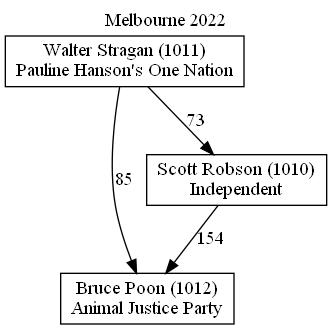 Melbourne 2022
Walter Stragan (1011)
Pauline Hanson's One Nation
73
Scott Robson (1010)
Independent
85
154
Bruce Poon (1012)
Animal Justice Party